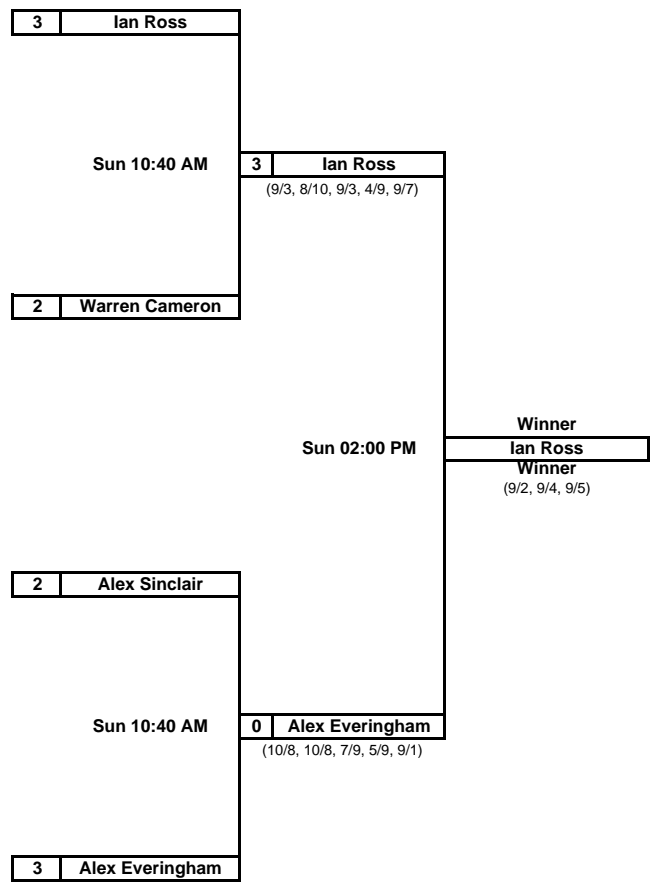 3 Ian Ross
Sun 10:40 AM
3 Ian Ross
(9/3, 8/10, 9/3, 4/9, 9/7)
2 Warren Cameron
Winner
Sun 02:00 PM
Ian Ross
Winner
(9/2, 9/4, 9/5)
2 Alex Sinclair
Sun 10:40 AM
0 Alex Everingham
(10/8, 10/8, 7/9, 5/9, 9/1)
3 Alex Everingham